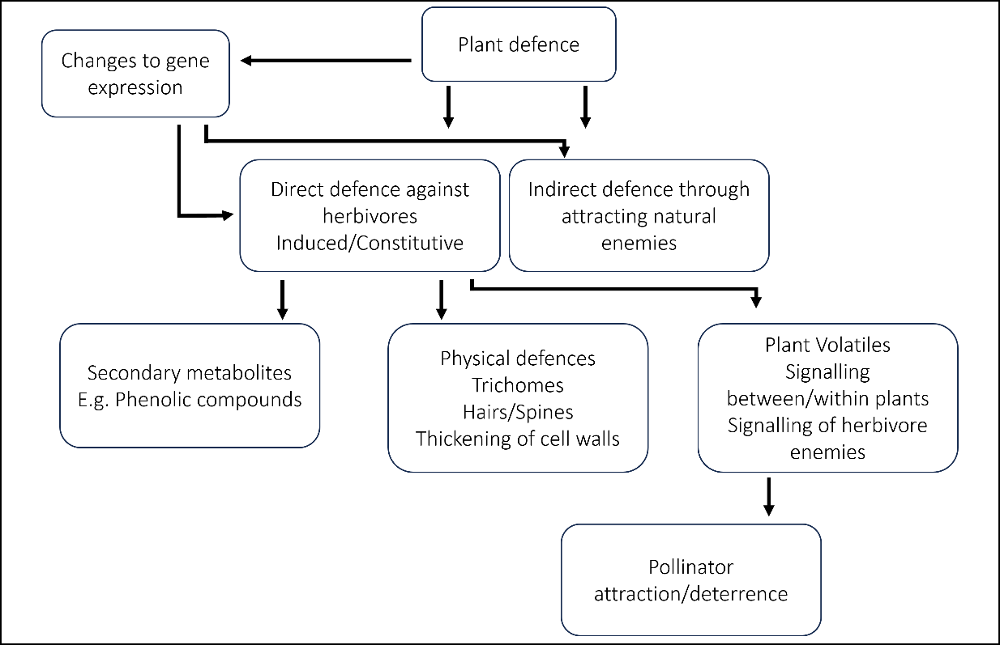 Plant defence
Changes to gene
expression
Direct defence against
herbivores
Induced/Constitutive
Indirect defence through
attracting natural
enemies
Secondary metabolites
E.g. Phenolic compounds
Physical defences
Trichomes
Hairs/Spines
Thickening of cell walls
Plant Volatiles
Signalling
between/within plants
Signalling of herbivore
enemies
Pollinator
attraction/deterrence